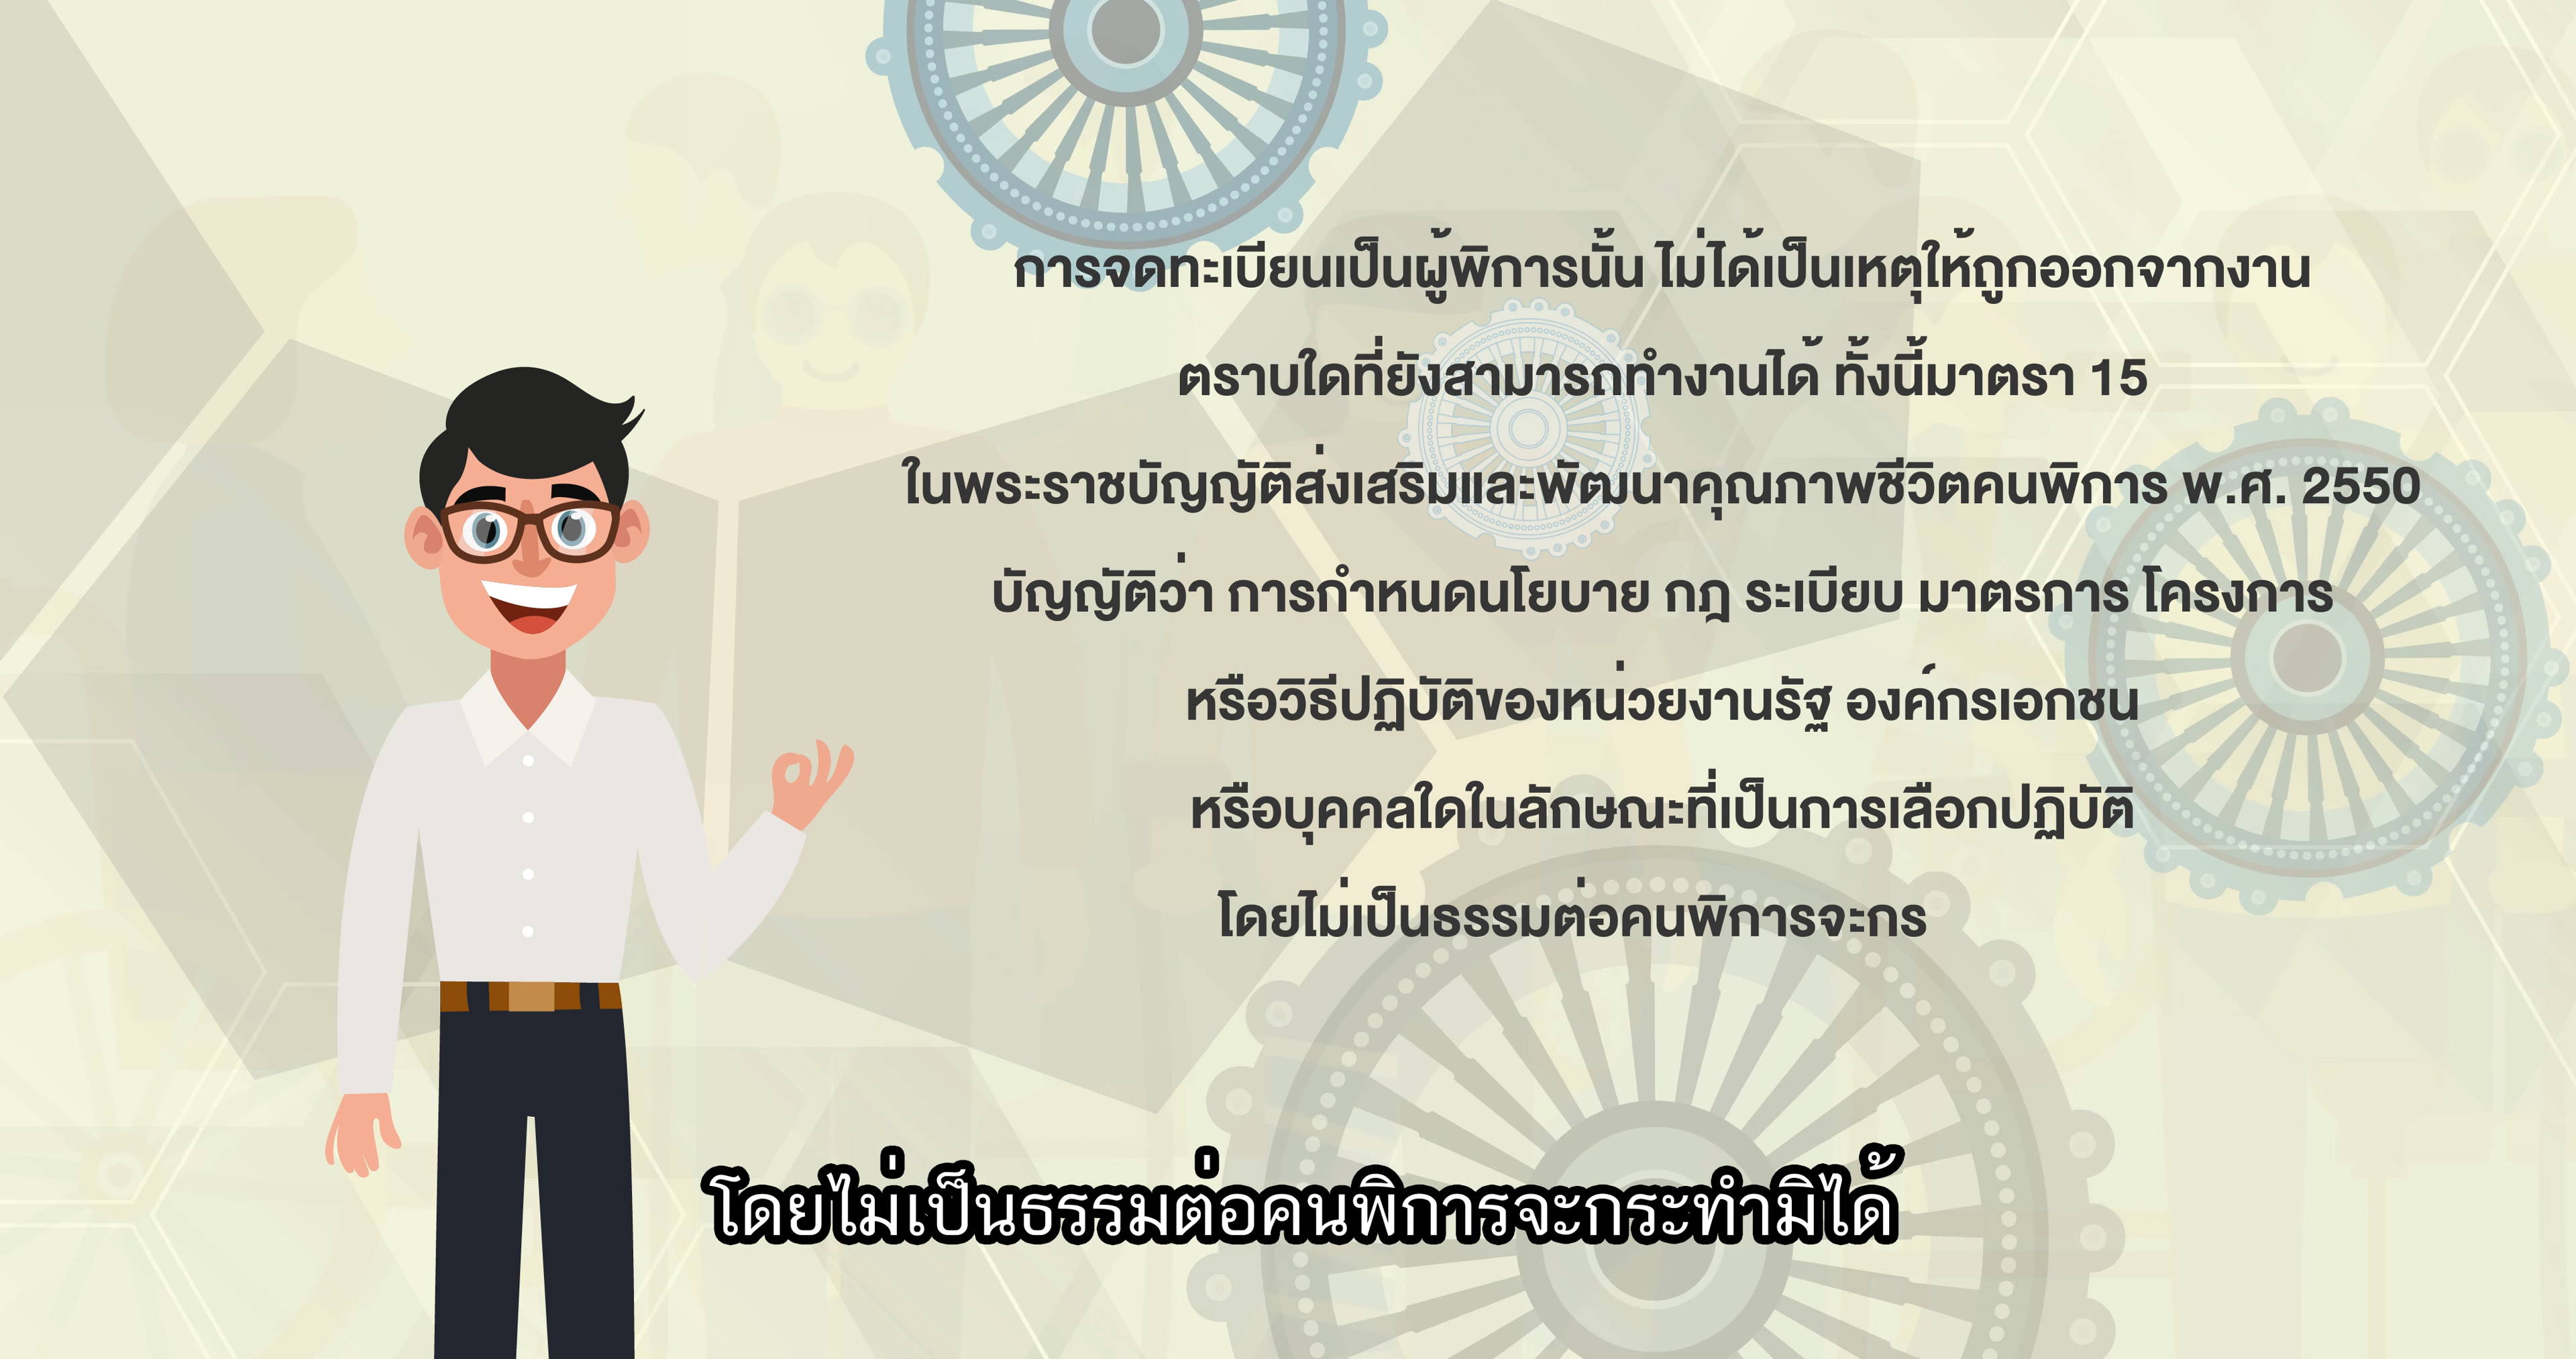 การจดทะเบียนเป็นผู้พิการนั้น ไม่ได้เป็นเหตุให้ถูกออกจากงาน
ตราบใดที่ยังสามารถทำงานได้ ทั้งนี้มาตรา 15
ในพระราชบัญญัติส่งเสริมและพัฒนาคุณภาพชีวิตคนพิการ พ.ศ. 2550
บัญญัติว่า การกำหนดนโยบาย กฎ ระเบียบ มาตรการ โครงการ
หรือวิธีปฏิบัติของหน่วยงานรัฐ องค์กรเอกชน
หรือบุคคลใดในลักษณะที่เป็นการเลือกปฏิบัติ
โดยไม่เป็นธรรมต่อคนพิการจะกร
โดยไม่เป็นธรรมต่อคนพิการจะกระทำมิได้